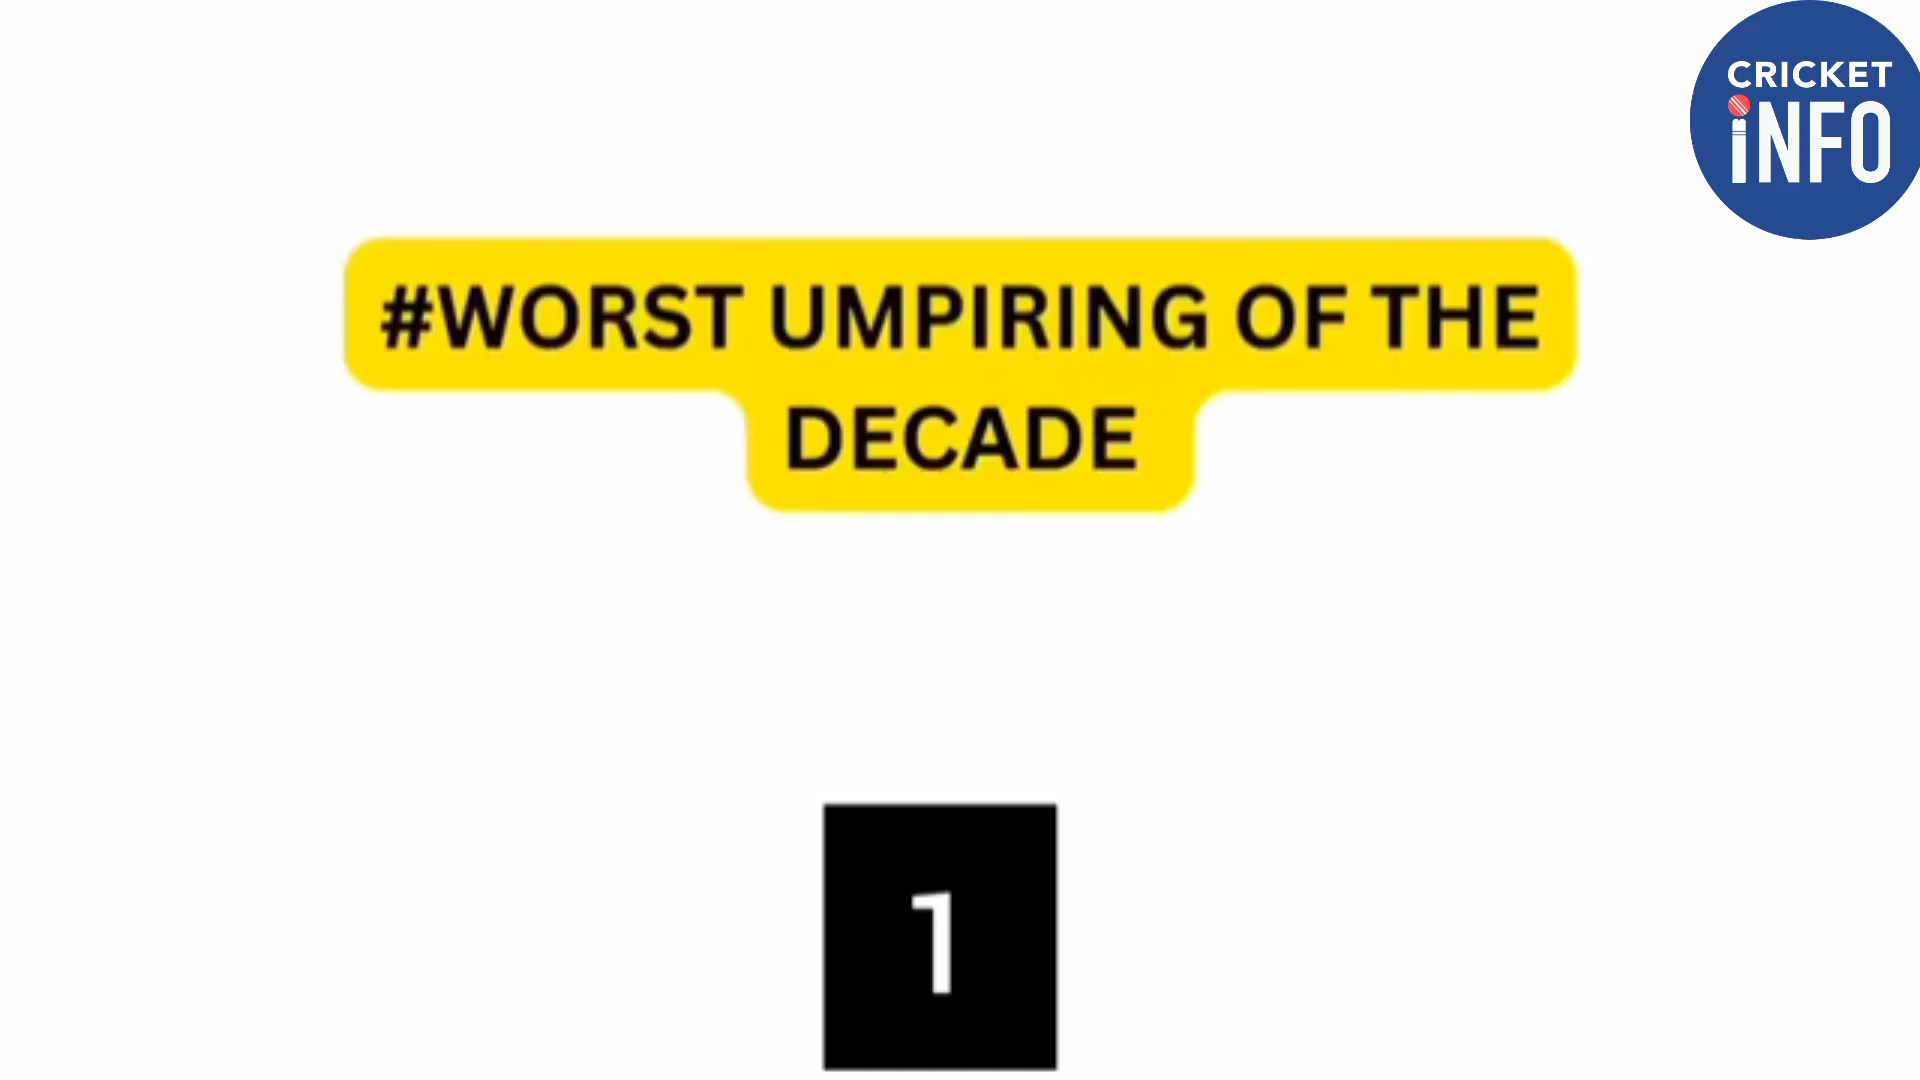 CRICKET
iNFO
#WORST UMPIRING OF THE
DECADE
1